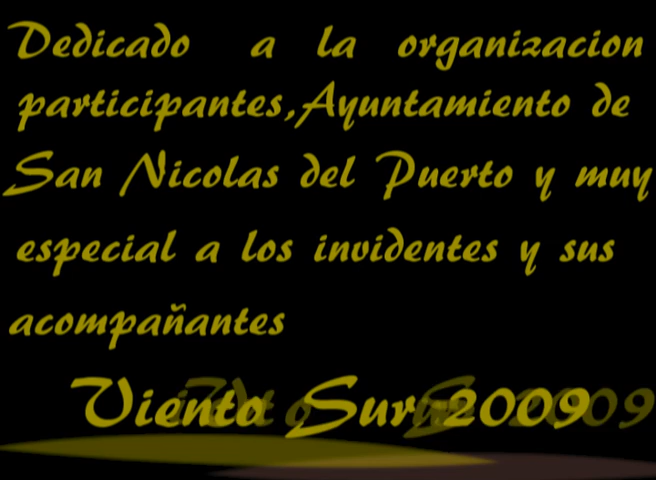 Dedicado a la organizacion
participantes,Ayuntamiento de
San Nicolas del Puerto y muy
especial a los invidentes y sus
acompañantes
Viento Sur 2009